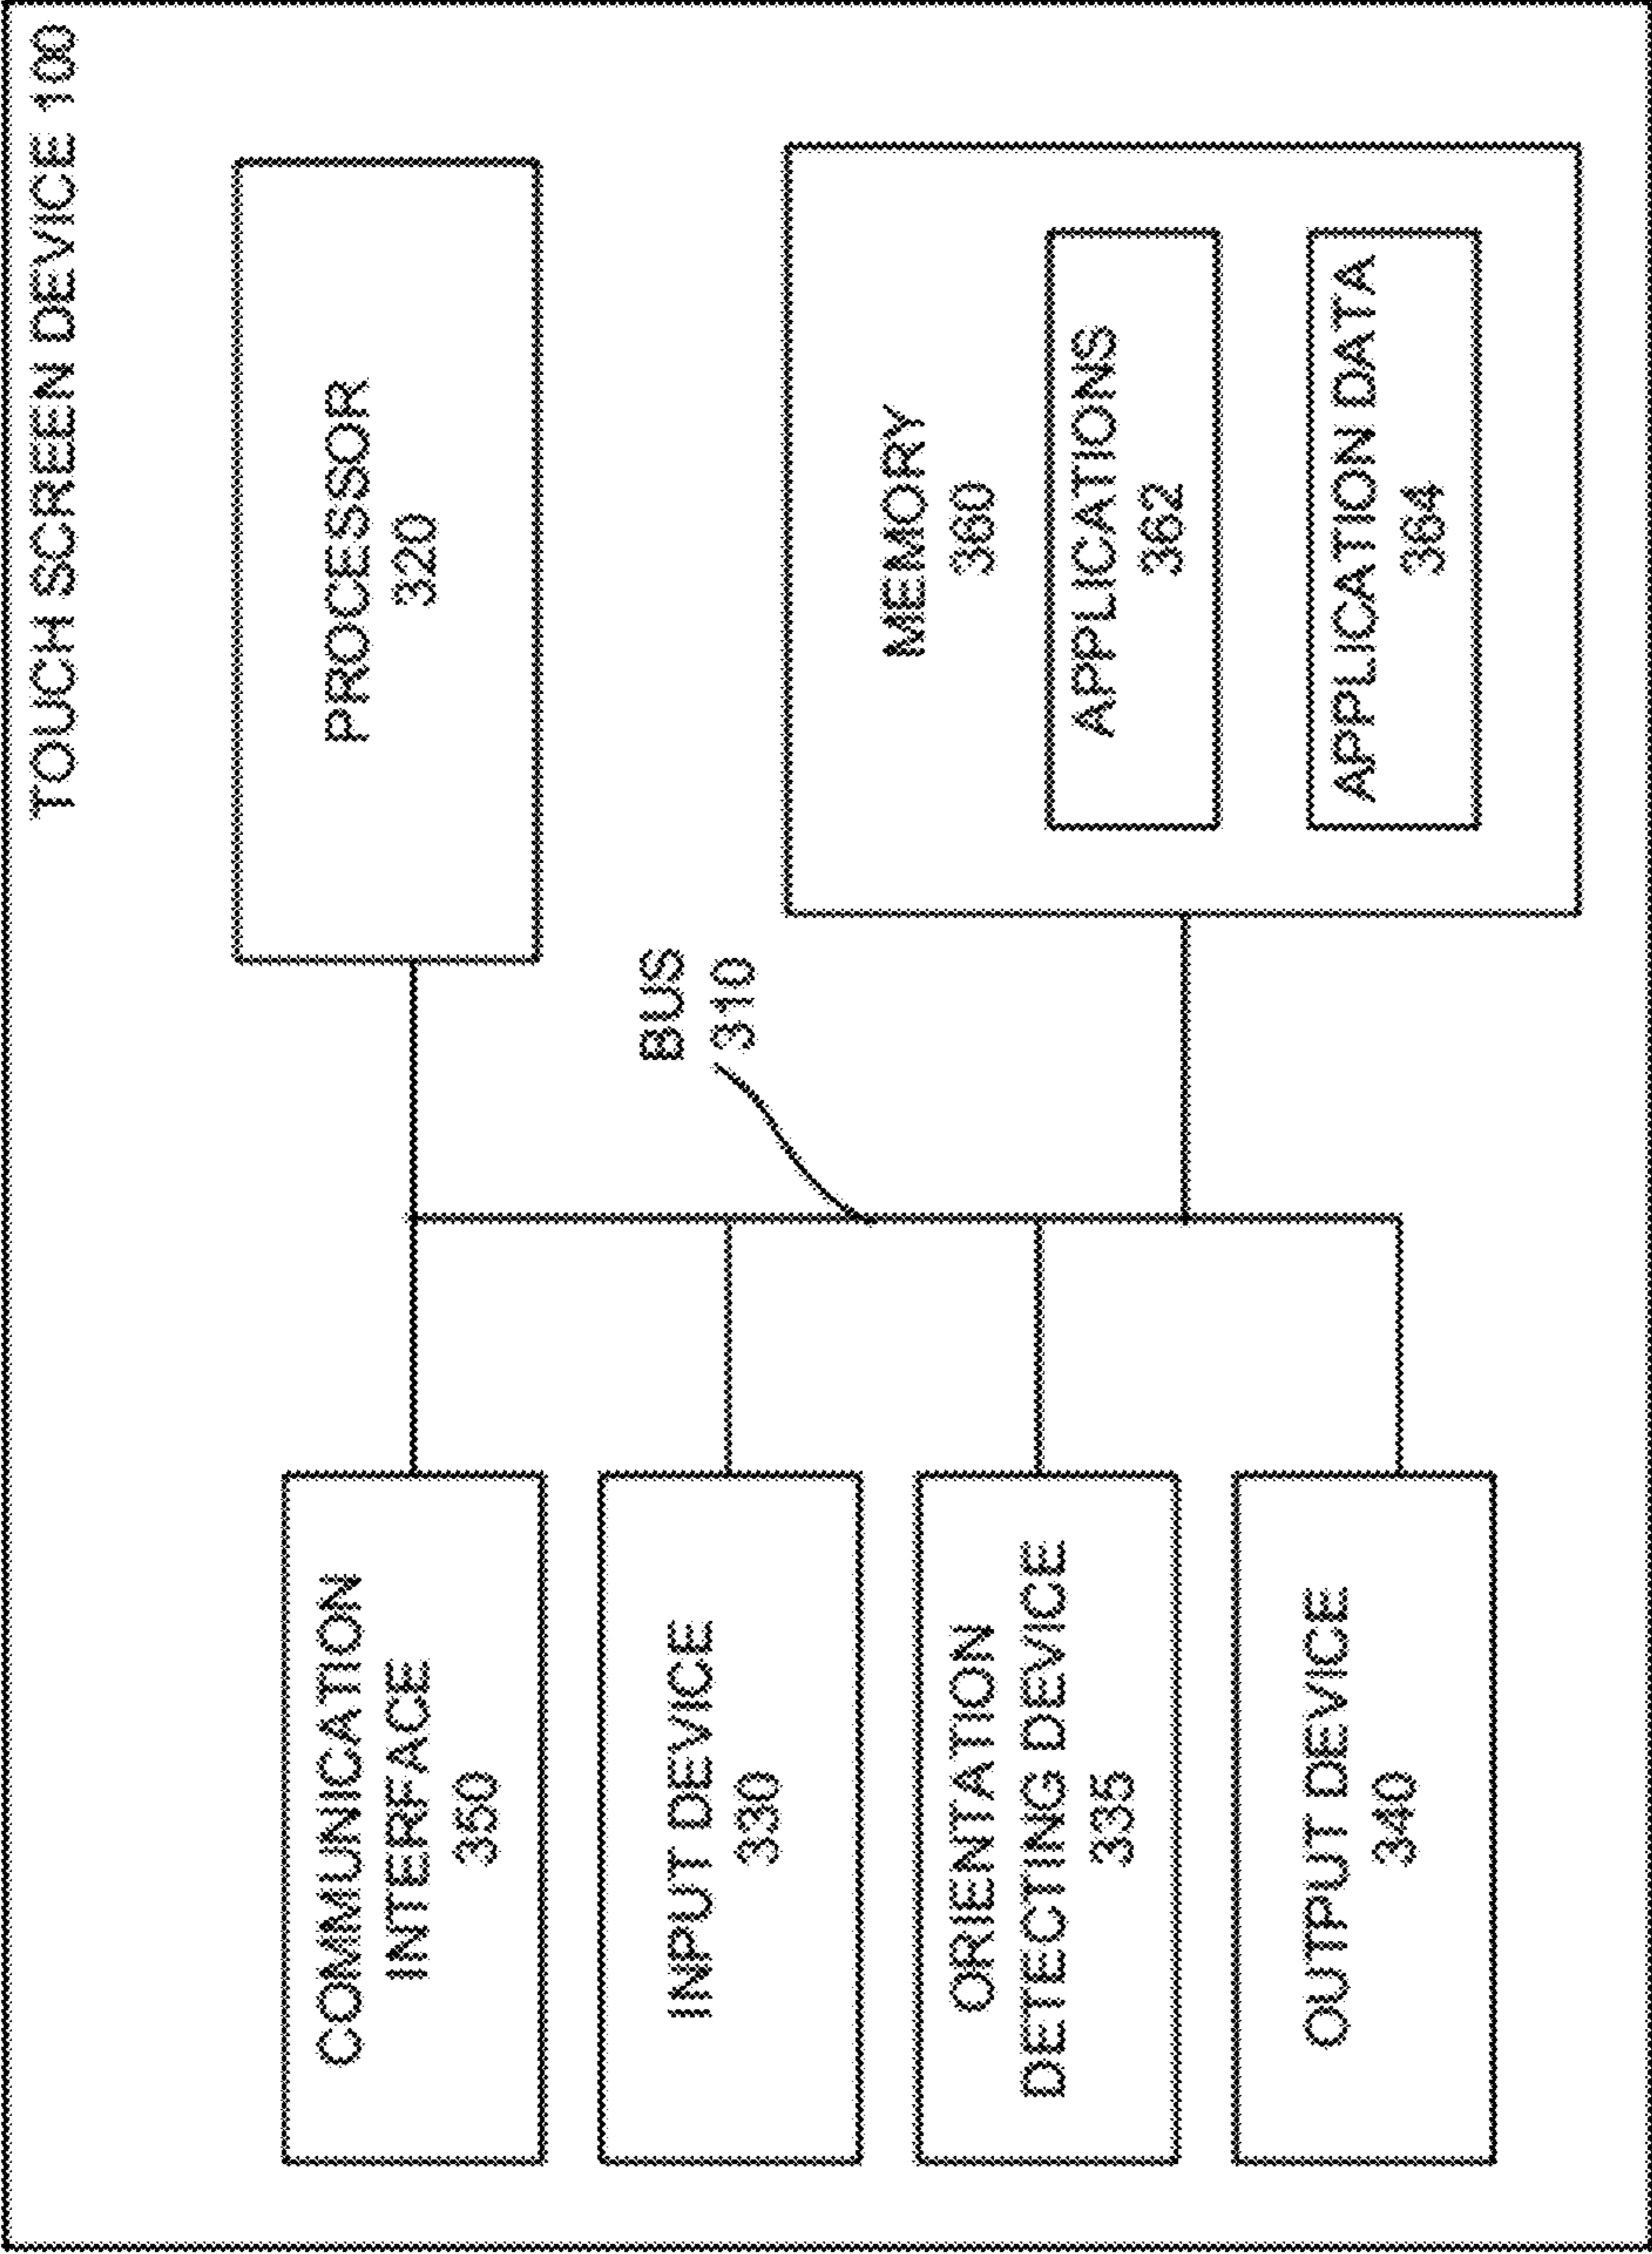 TOUCH SCREEN DEVICE 100
COMMUNICATION
INTERFACE
350
PROCESSOR
320
INPUT DEVICE
330
BUS
310
ORIENTATION
DETECTING DEVICE
335
MEMORY
360
APPLICATIONS
362
OUTPUT DEVICE
340
APPLICATION DATA
364